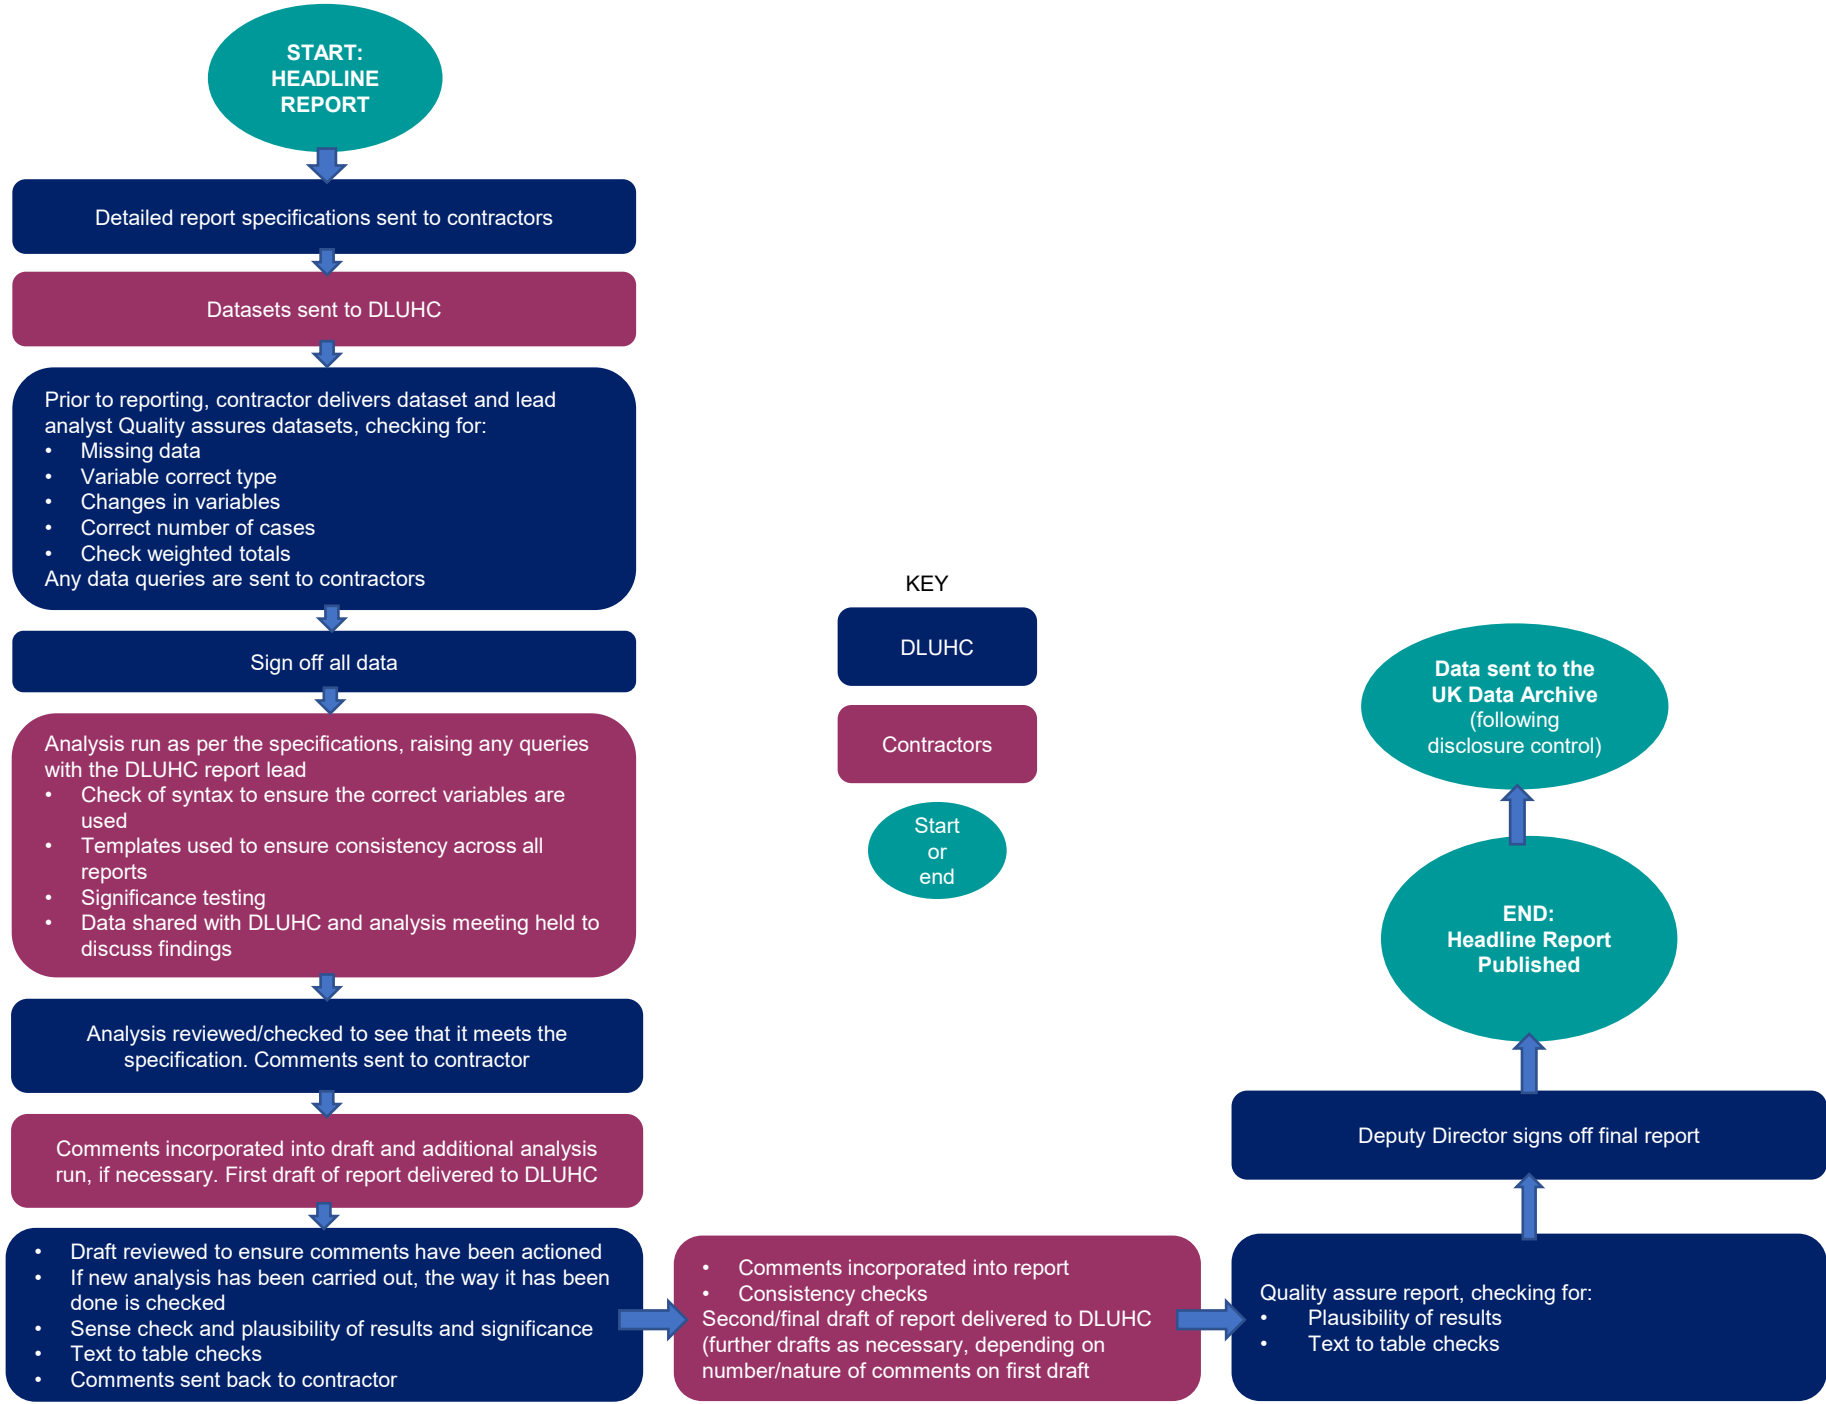 START:
HEADLINE
REPORT
Detailed report specifications sent to contractors
Datasets sent to DLUHC
Prior to reporting, contractor delivers dataset and lead
analyst Quality assures datasets, checking for:
• Missing data
• Variable correct type
• Changes in variables
• Correct number of cases
• Check weighted totals
Any data queries are sent to contractors
Sign off all data
Analysis run as per the specifications, raising any queries
with the DLUHC report lead
• Check of syntax to ensure the correct variables are
used
• Templates used to ensure consistency across all
reports
• Significance testing
• Data shared with DLUHC and analysis meeting held to
discuss findings
Analysis reviewed/checked to see that it meets the
specification. Comments sent to contractor
Comments incorporated into draft and additional analysis
run, if necessary. First draft of report delivered to DLUHC
• Draft reviewed to ensure comments have been actioned
• If new analysis has been carried out, the way it has been
done is checked
• Sense check and plausibility of results and significance
• Text to table checks
• Comments sent back to contractor
• Comments incorporated into report
• Consistency checks
Second/final draft of report delivered to DLUHC
(further drafts as necessary, depending on
number/nature of comments on first draft
Quality assure report, checking for:
• Plausibility of results
• Text to table checks
Deputy Director signs off final report
END:
Headline Report
Published
Data sent to the
UK Data Archive
(following
disclosure control)
KEY
DLUHC
Contractors
Start
or
end